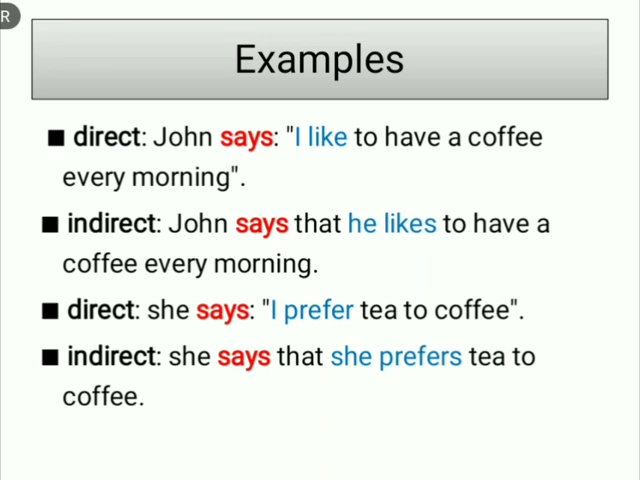 R
Examples
■ direct: John says: "I like to have a coffee
every morning".
■ indirect: John says that he likes to have a
coffee every morning.
■ direct: she says: "I prefer tea to coffee".
■ indirect: she says that she prefers tea to
coffee.